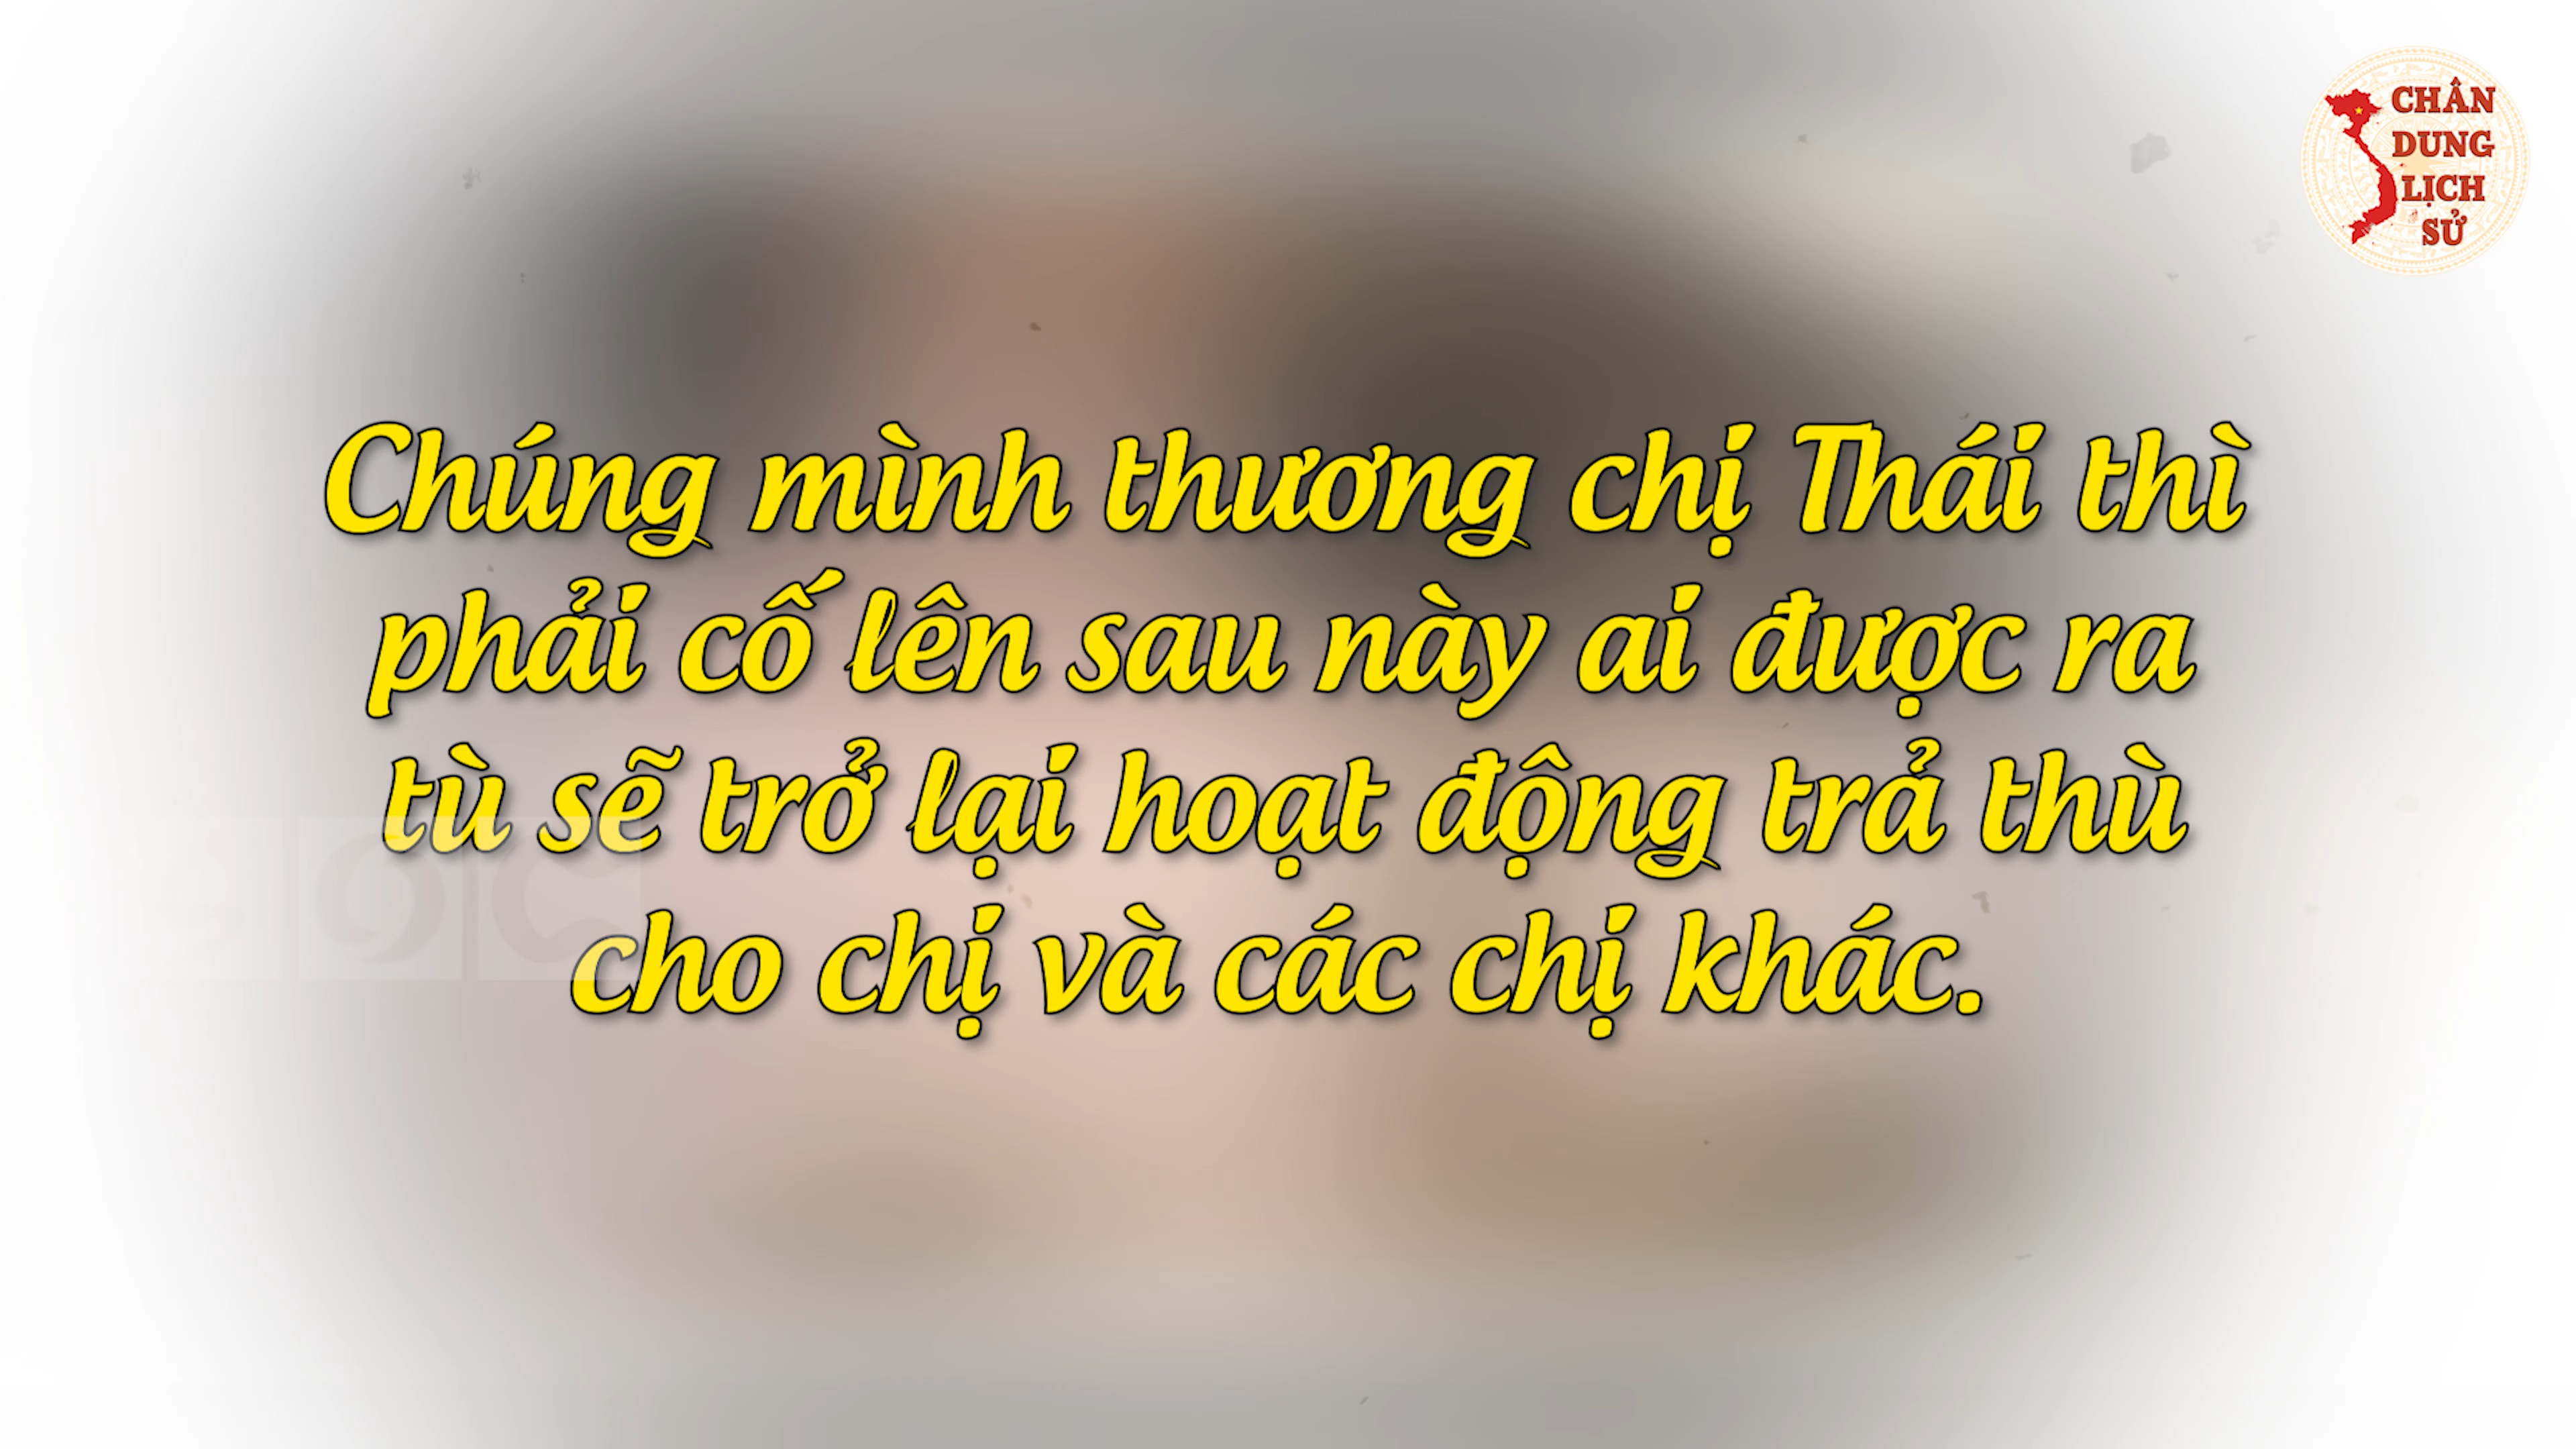 CHÂN
DUNG
LỊCH
SỬ
Chúng mình thương chị Thái thì
phải cố lên sau này ai được ra
tù sẽ trở lại hoạt động trả thù
cho chị và các chị khác.